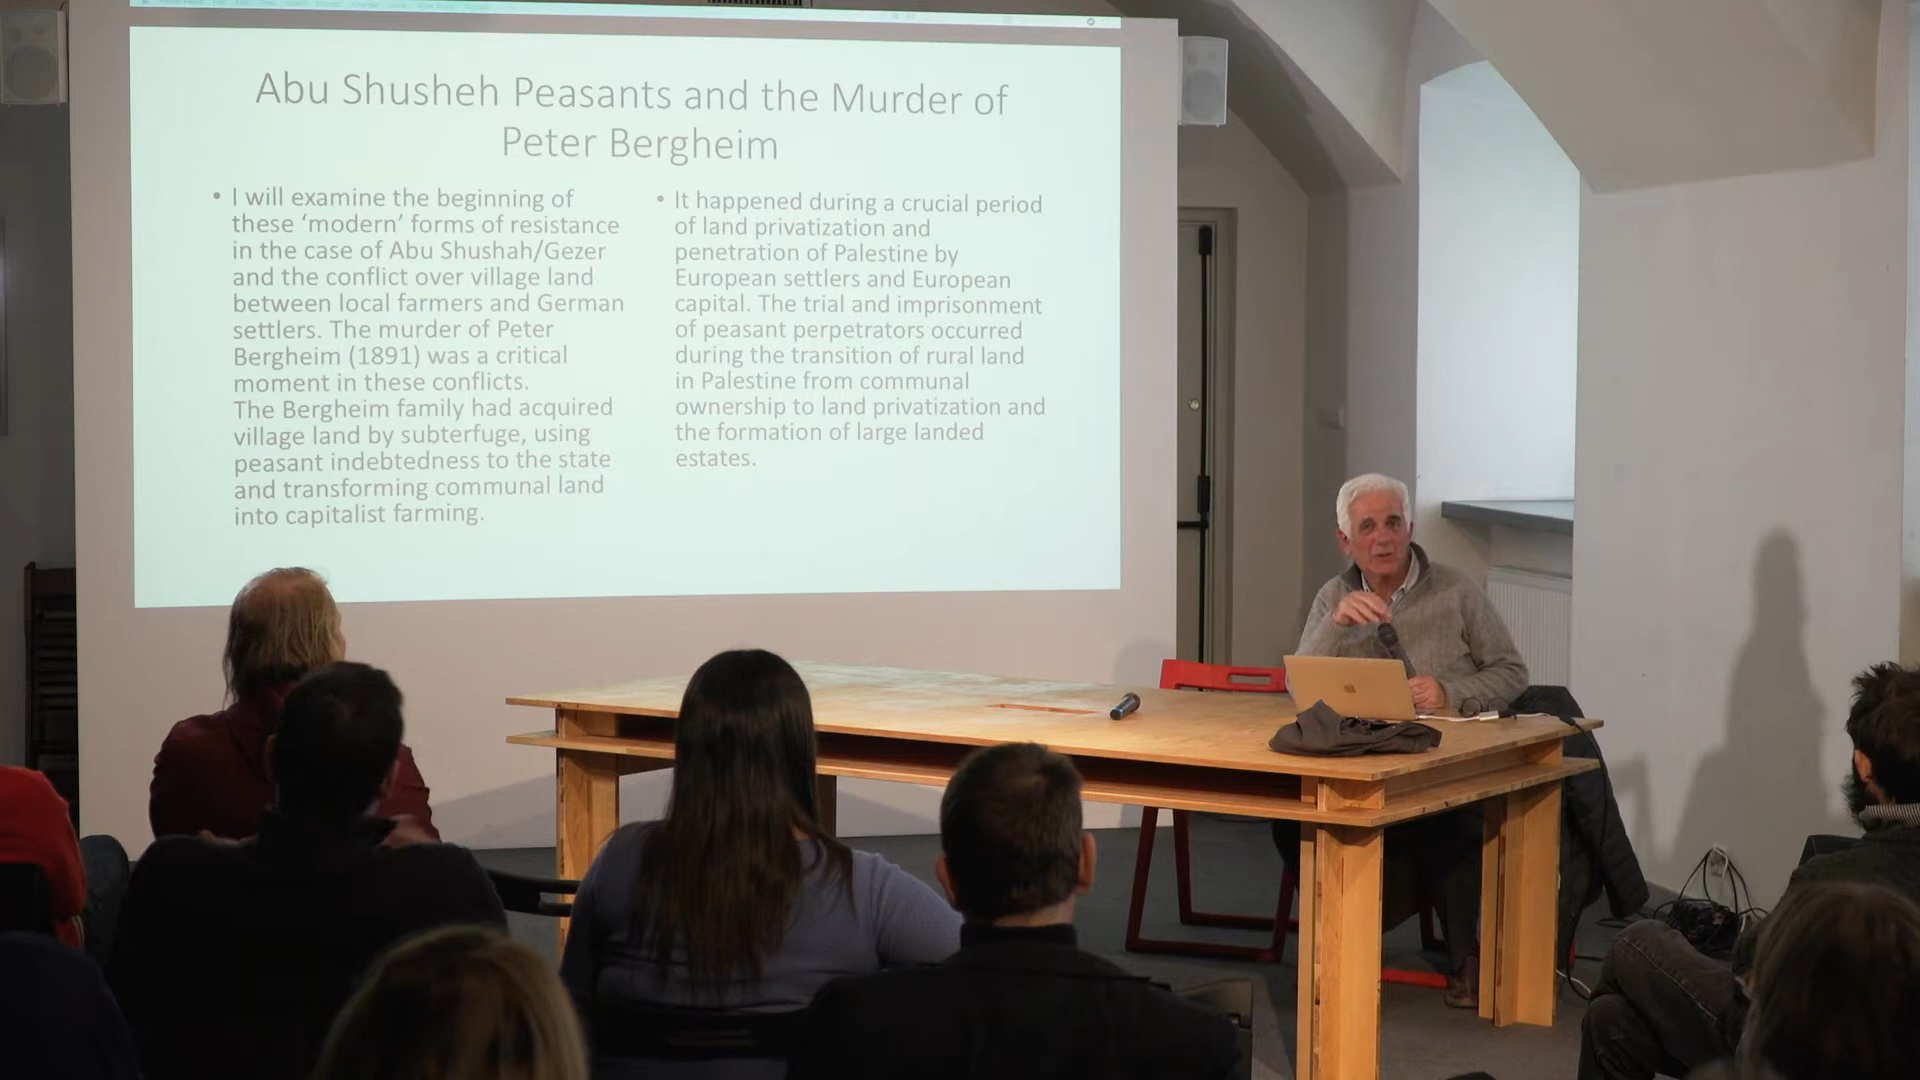 Abu Shusheh Peasants and the Murder of
Peter Bergheim
• I will examine the beginning of
these ‘modern’ forms of resistance
in the case of Abu Shushah/Gezer
and the conflict over village land
between local farmers and German
settlers. The murder of Peter
Bergheim (1891) was a critical
moment in these conflicts.
The Bergheim family had acquired
village land by subterfuge, using
peasant indebtedness to the state
and transforming communal land
into capitalist farming.
• It happened during a crucial period
of land privatization and
penetration of Palestine by
European settlers and European
capital. The trial and imprisonment
of peasant perpetrators occurred
during the transition of rural land
in Palestine from communal
ownership to land privatization and
the formation of large landed
estates.